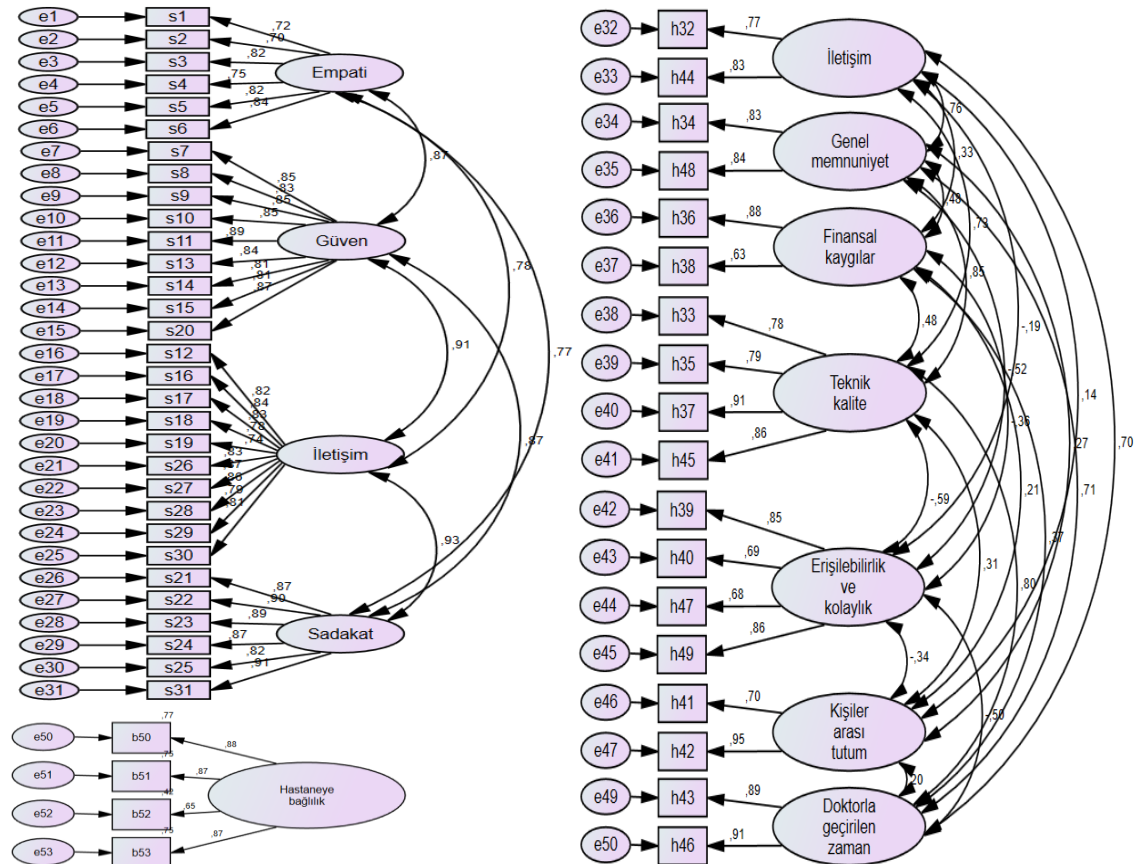 e1 s1
e2 s2
e3 s3
e4 s4
e5 s5
e6 s6
,72
,82
,75
,82
,84
Empati
e7 s7
e8 s8
e9 s9
e10 s10
e11 s11
e12 s13
e13 s14
e14 s15
e15 s20
,85
,83
,85
,85
,89
,84
,81
,81
,87
Güven
e16 s12
e17 s16
e18 s17
e19 s18
e20 s19
e21 s26
e22 s27
e23 s28
e24 s29
e25 s30
,82
,84
,83
,78
,74
,83
,87
,86
,79
,81
İletişim
e26 s21
e27 s22
e28 s23
e29 s24
e30 s25
e31 s31
,87
,90
,89
,87
,82
,91
Sadakat
,87
,78
,77
,91
,87
,93
e50 b50
e51 b51
e52 b52
e53 b53
,77
,75
,42
,75
,88
,87
,65
,87
Hastaneye
bağlılık
e32 h32 ,77
e33 h44 ,83
İletişim
e34 h34 ,83
e35 h48 ,84
Genel
memnuniyet
e36 h36 ,88
e37 h38 ,63
Finansal
kaygılar
e38 h33 ,78
e39 h35 ,79
e40 h37 ,91
e41 h45 ,86
Teknik
kalite
e42 h39 ,85
e43 h40 ,69
e44 h47 ,68
e45 h49 ,86
Erişilebilirlik
ve
kolaylık
e46 h41 ,70
e47 h42 ,95
Kişiler
arası
tutum
e49 h43 ,89
e50 h46 ,91
Doktorla
geçirilen
zaman
,76
,33
,48
,73
,85
,48
-,19
-,52
-,36
,14
,27
,70
,21
,71
,37
-,59
,31
,80
-,34
,20